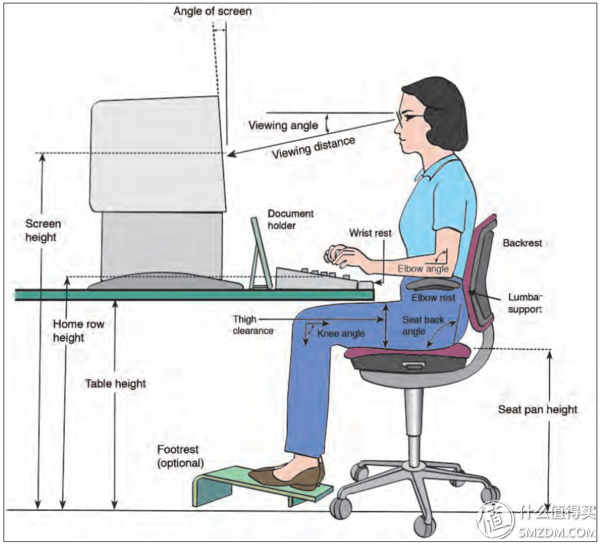 Angle of screen
Viewing angle
Viewing distance
Screen
height
Document
holder
Wrist rest
Backrest
Elbow angle
Elbow rest
Lumbar
support
Home row
height
Thigh
clearance
Knee angle
Seat back
angle
Table height
Seat pan height
Footrest
(optional)
值 什么值得买
SMZDM.COM